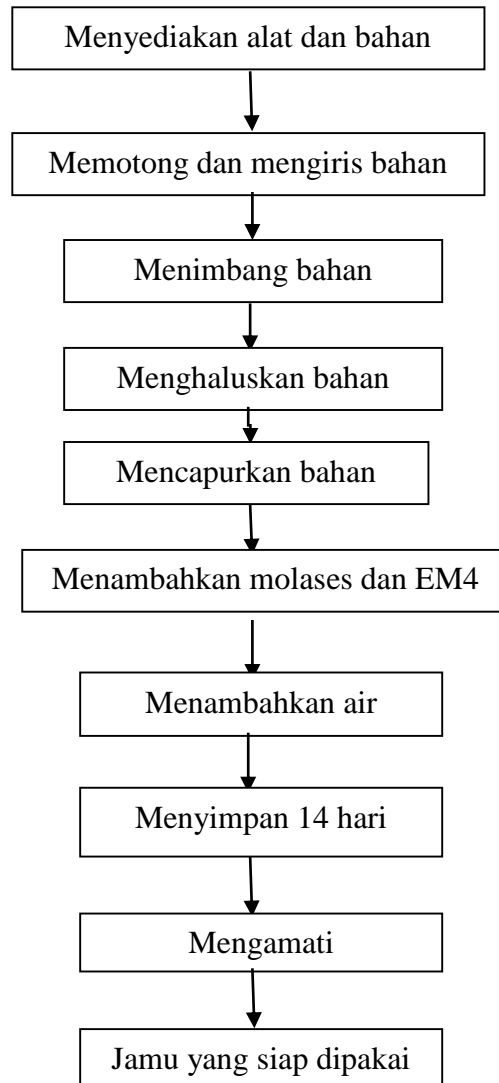 Menyediakan alat dan bahan
Memotong dan mengiris bahan
Menimbang bahan
Menghaluskan bahan
Mencapurkan bahan
Menambahkan molases dan EM4
Menambahkan air
Menyimpan 14 hari
Mengamati
Jamu yang siap dipakai